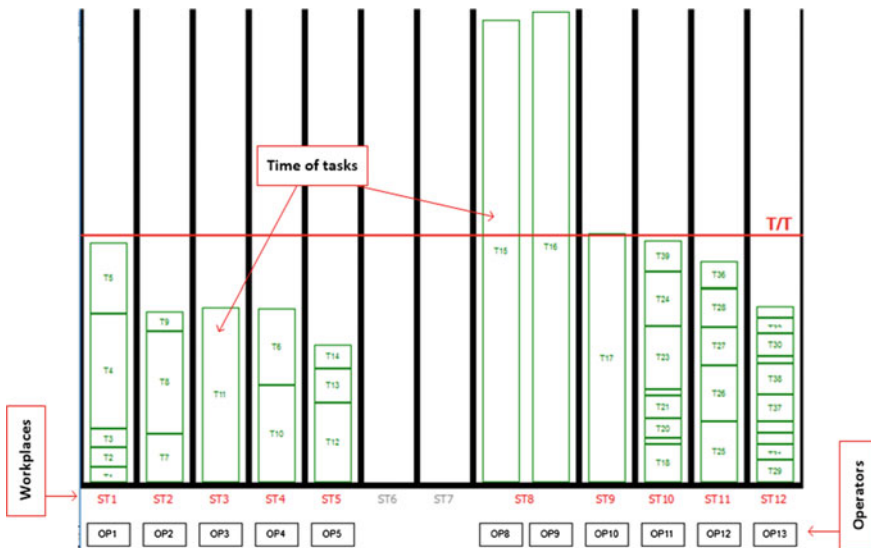 Time of tasks
T/T
T5
T4
T3
T2
T9
T8
T7
T11
T6
T10
T14
T13
T12
T15
T16
T17
T39
T24
T23
T21
T20
T18
T36
T28
T27
T26
T25
T30
T38
T37
T29
Workplaces
ST1 ST2 ST3 ST4 ST5 ST6 ST7 ST8 ST9 ST10 ST11 ST12
OP1 OP2 OP3 OP4 OP5 OP8 OP9 OP10 OP11 OP12 OP13
Operators